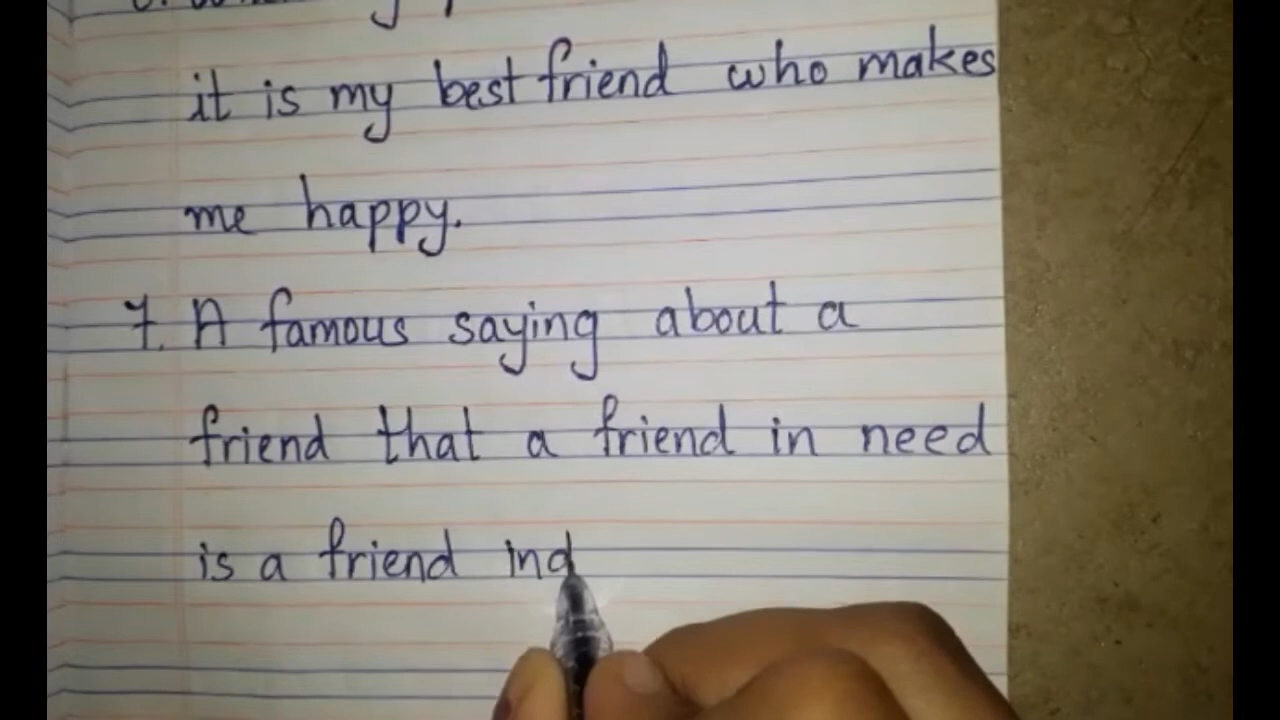 it is my best friend who makes
me happy.
7. A famous saying about a
friend that a friend in need
is a friend ind